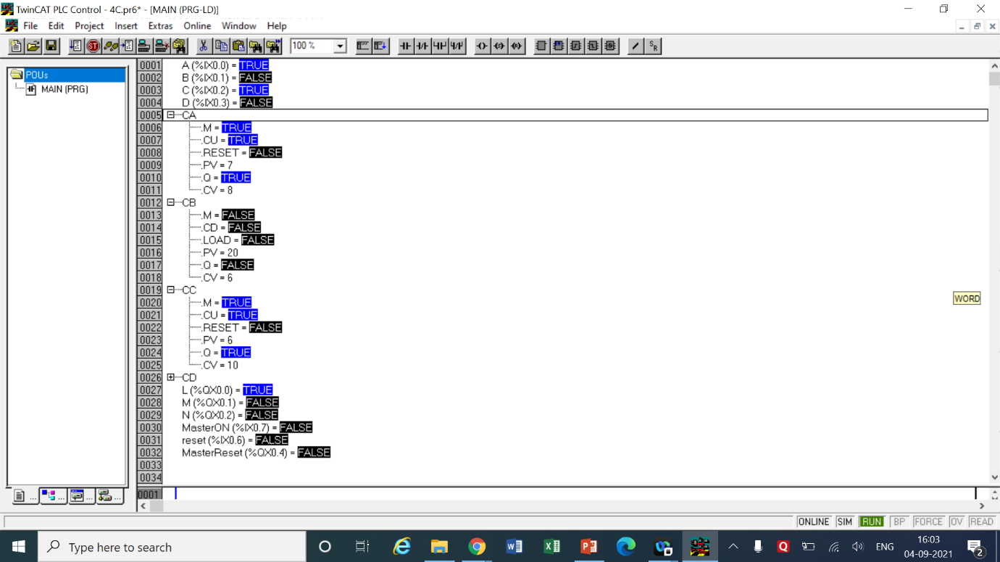 TwinCAT PLC Control - 4C.pr6* - [MAIN (PRG-LD)]
File Edit Project Insert Extras Online Window Help
100 %
POUs
MAIN (PRG)
0001 A (%IX0.0) = TRUE
0002 B (%IX0.1) = FALSE
0003 C (%IX0.2) = TRUE
0004 D (%IX0.3) = FALSE
0005 CA
0006 .M = TRUE
0007 .CU = TRUE
0008 .RESET = FALSE
0009 .PV = 7
0010 .Q = TRUE
0011 .CV = 8
0012 CB
0013 .M = FALSE
0014 .CD = FALSE
0015 .LOAD = FALSE
0016 .PV = 20
0017 .Q = FALSE
0018 .CV = 6
0019 CC
0020 .M = TRUE
0021 .CU = TRUE
0022 .RESET = FALSE
0023 .PV = 6
0024 .Q = TRUE
0025 .CV = 10
0026 CD
0027 L (%QX0.0) = TRUE
0028 M (%QX0.1) = FALSE
0029 N (%QX0.2) = FALSE
0030 MasterON (%IX0.7) = FALSE
0031 reset (%IX0.6) = FALSE
0032 MasterReset (%QX0.4) = FALSE
0033
0034
WORD
0001
ONLINE SIM RUN BP FORCE OV READ
Type here to search
ENG 16:03
04-09-2021 2